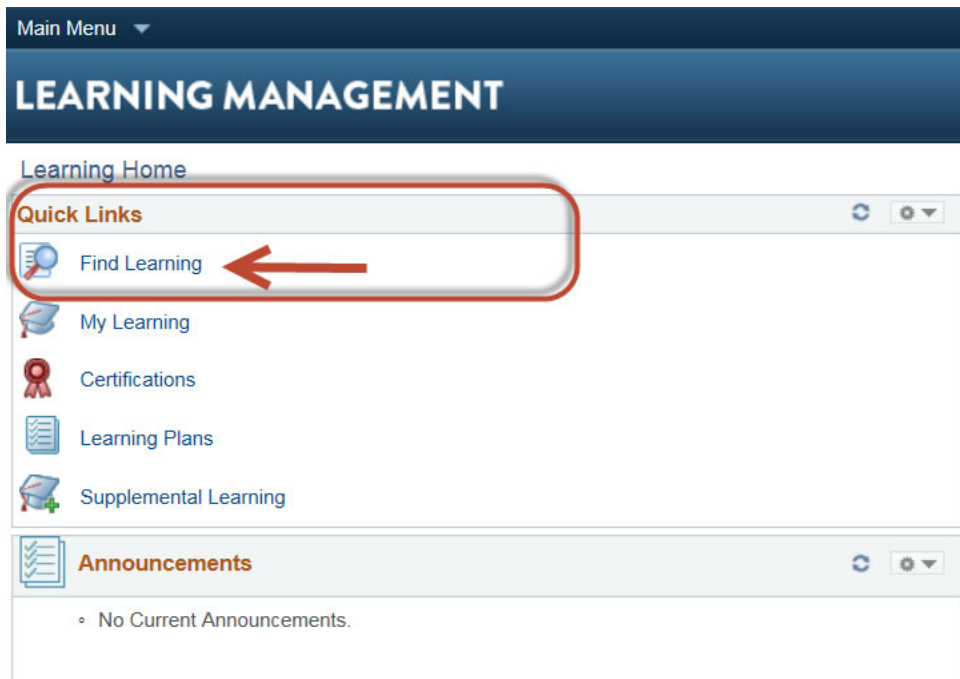 Main Menu
LEARNING MANAGEMENT
Learning Home
Quick Links
Find Learning
My Learning
Certifications
Learning Plans
Supplemental Learning
Announcements
No Current Announcements.